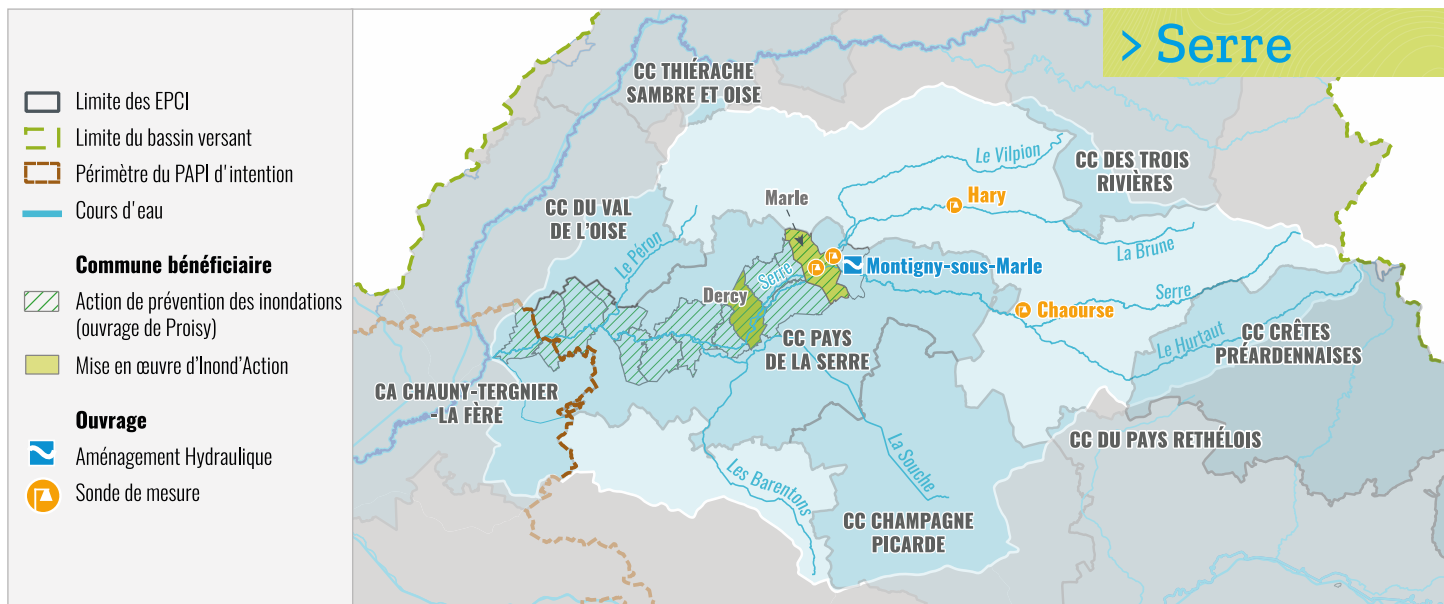 > Serre
Limite des EPCI
Limite du bassin versant
Périmètre du PAPI d'intention
Cours d'eau
Commune bénéficiaire
Action de prévention des inondations
(ouvrage de Proisy)
Mise en œuvre d'Inond'Action
Ouvrage
Aménagement Hydraulique
Sonde de mesure
CC THIÉRACHE
SAMBRE ET OISE
Le Vilpion
CC DES TROIS
RIVIÈRES
Hary
Marle
CC DU VAL
DE L'OISE
Le Péron
La Brune
Serre
Montigny-sous-Marle
Dercy
Serre
Chaourse
CC PAYS
DE LA SERRE
Le Hurtaut
CC CRÊTES
PRÉARDENNAISES
CA CHAUNY-TERGNIER
-LA FÈRE
CC DU PAYS RETHÉLOIS
La Souche
Les Barentons
CC CHAMPAGNE
PICARDE